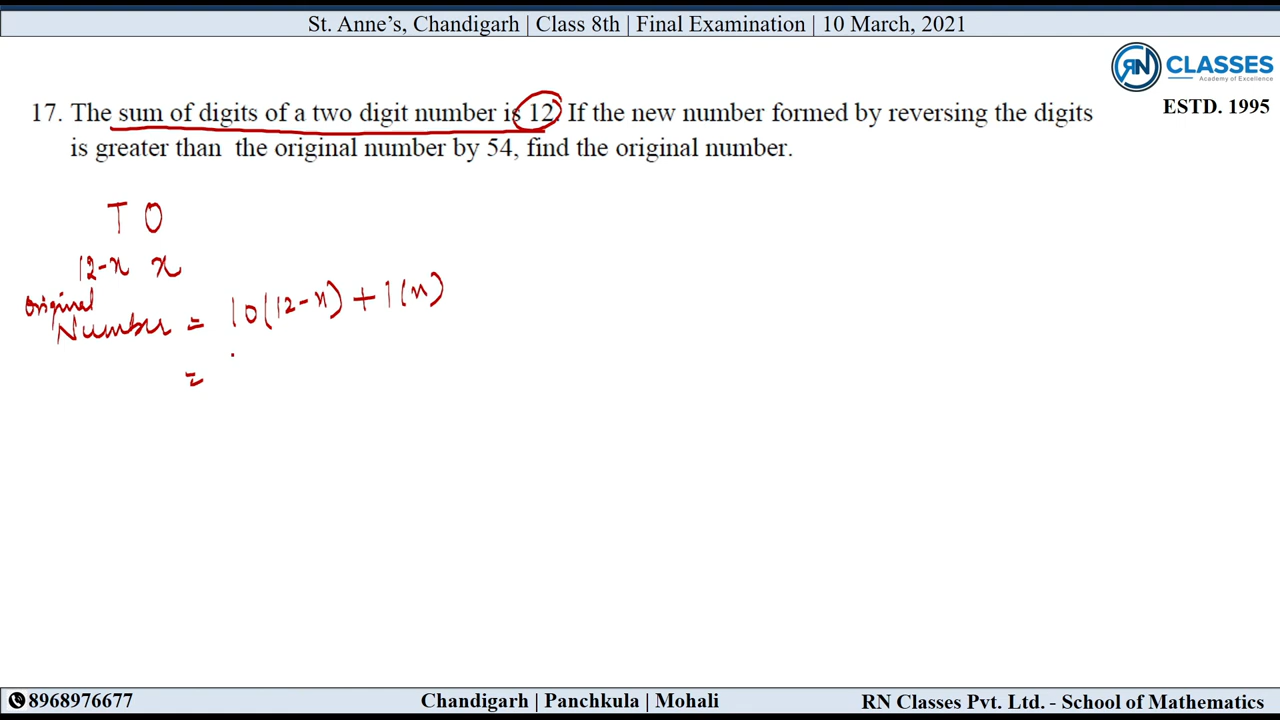 St. Anne's, Chandigarh | Class 8th | Final Examination | 10 March, 2021
RN CLASSES
Academy of Excellence
ESTD. 1995
17. The sum of digits of a two digit number is 12. If the new number formed by reversing the digits
is greater than the original number by 54, find the original number.
T O
12-x x
original
Number = 10(12-x) + 1(x)
=
8968976677
Chandigarh | Panchkula | Mohali
RN Classes Pvt. Ltd. - School of Mathematics